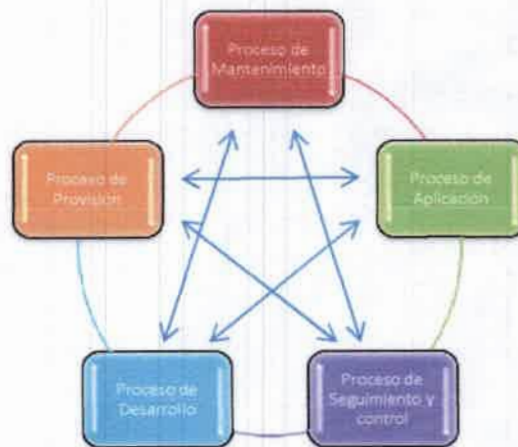 Proceso de
Mantenimiento
Proceso de
Provisión
Proceso de
Aplicación
Proceso de
Desarrollo
Proceso de
Seguimiento y
control